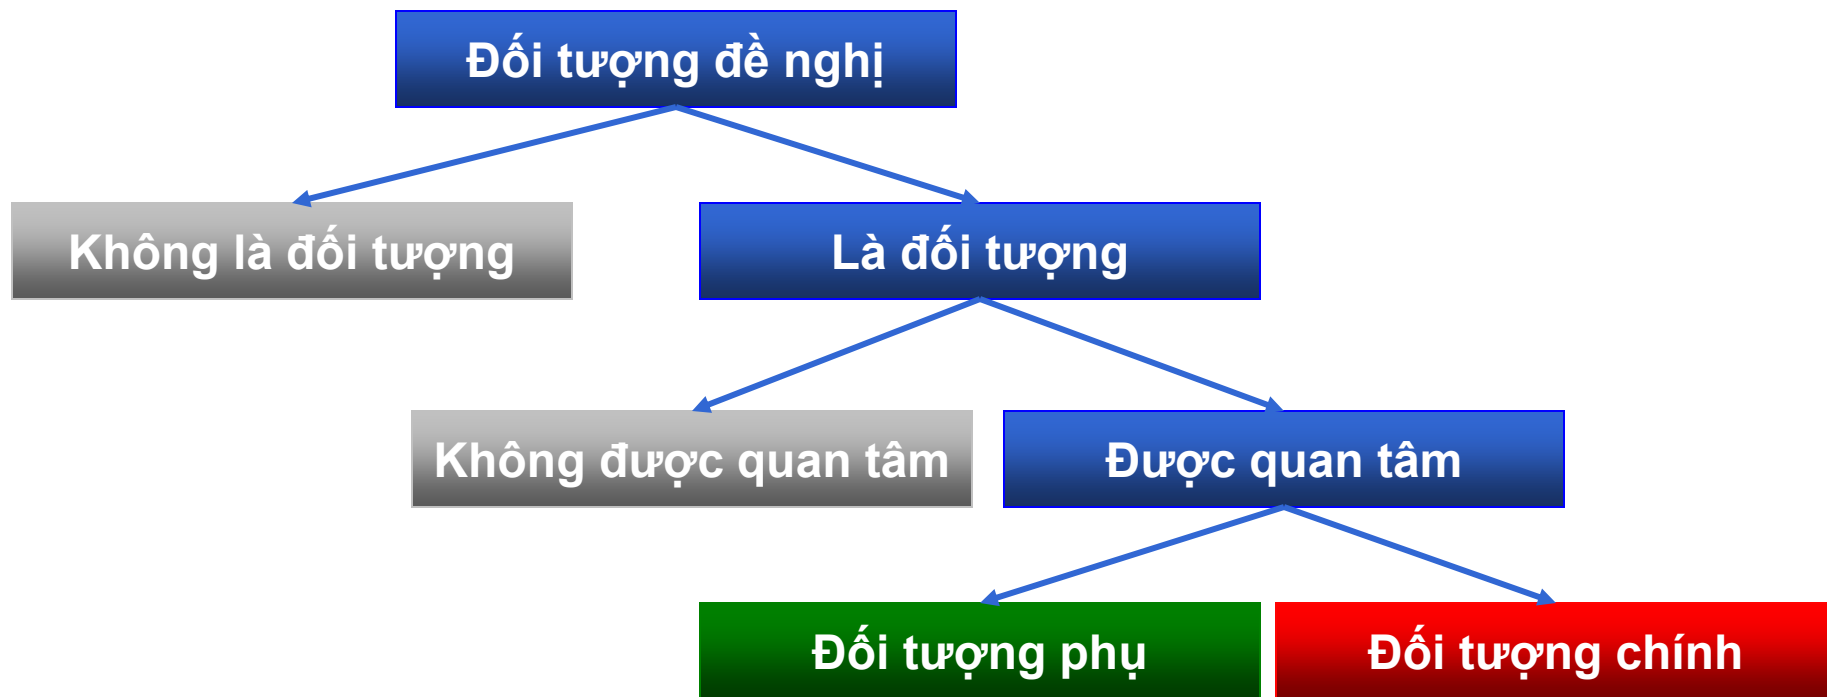 Đối tượng đề nghị
Không là đối tượng
Là đối tượng
Không được quan tâm
Được quan tâm
Đối tượng phụ
Đối tượng chính